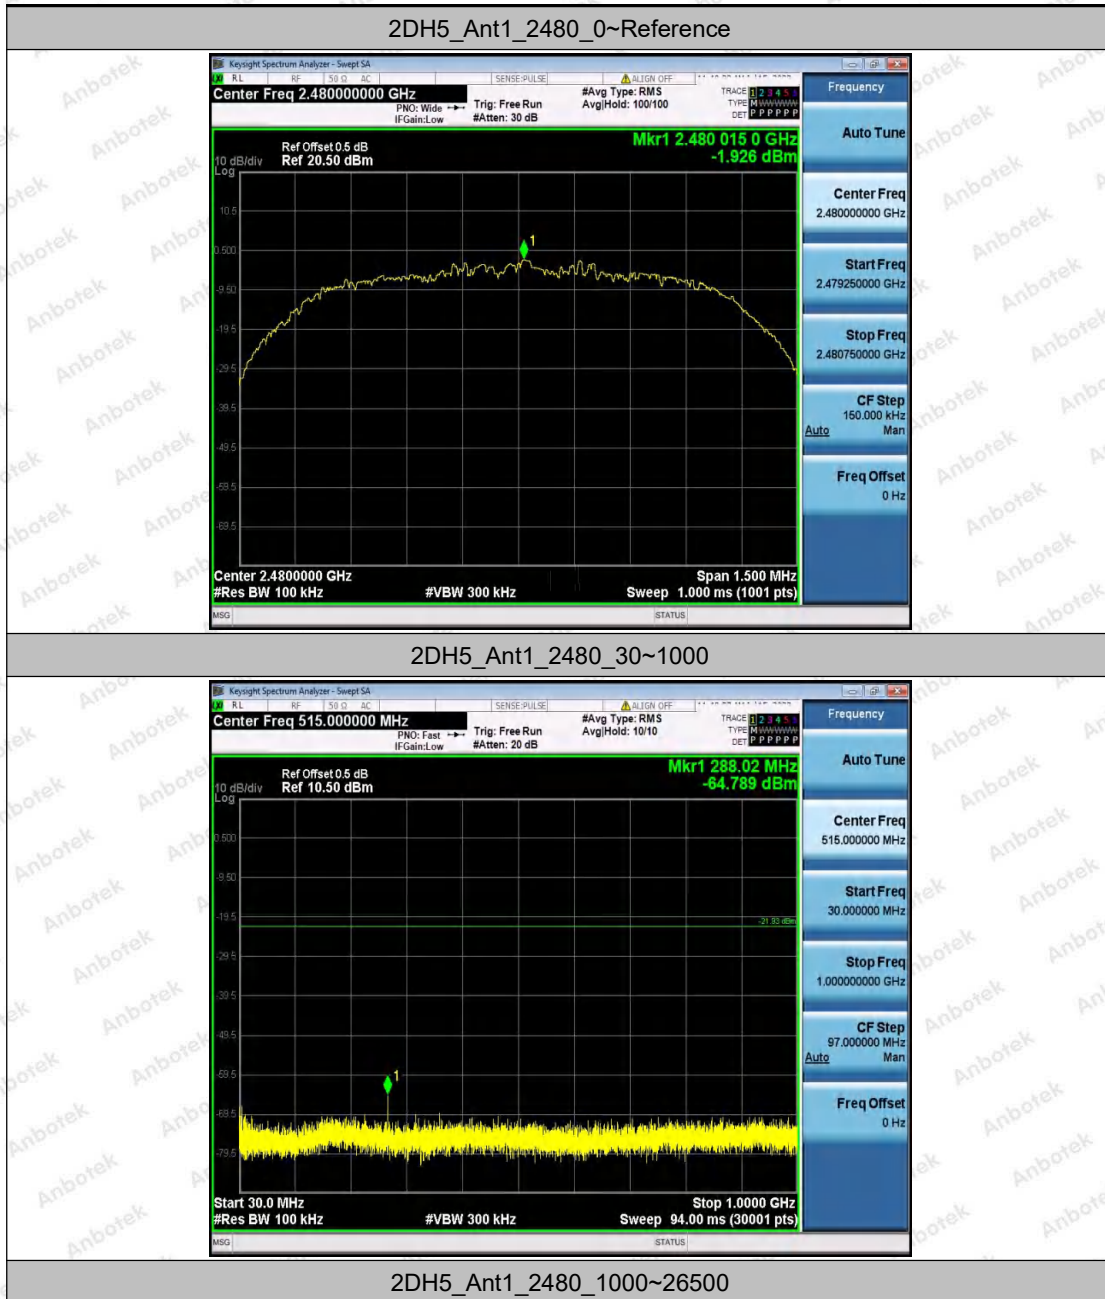 2DH5_Ant1_2480_0~Reference
Keysight Spectrum Analyzer - Swept SA
RL RF 50 Ω AC SENSE:PULSE ALIGN OFF
Center Freq 2.480000000 GHz
PNO: Wide
IFGain:Low
Trig: Free Run
#Atten: 30 dB
#Avg Type: RMS
Avg|Hold: 100/100
TRACE 1 2 3 4 5 6
TYPE M WWWWW
DET P P P P P P
Ref Offset 0.5 dB
Ref 20.50 dBm
10 dB/div
Log
Mkr1 2.480 015 0 GHz
-1.926 dBm
10.5
0.500
-9.50
-19.5
-29.5
-39.5
-49.5
-59.5
-69.5
1
Center 2.4800000 GHz
Span 1.500 MHz
#Res BW 100 kHz
#VBW 300 kHz
Sweep 1.000 ms (1001 pts)
MSG STATUS
Frequency
Auto Tune
Center Freq
2.480000000 GHz
Start Freq
2.479250000 GHz
Stop Freq
2.480750000 GHz
CF Step
150.000 kHz
Auto Man
Freq Offset
0 Hz
2DH5_Ant1_2480_30~1000
Keysight Spectrum Analyzer - Swept SA
RL RF 50 Ω AC SENSE:PULSE ALIGN OFF
Center Freq 515.000000 MHz
PNO: Fast
IFGain:Low
Trig: Free Run
#Atten: 20 dB
#Avg Type: RMS
Avg|Hold: 10/10
TRACE 1 2 3 4 5 6
TYPE M WWWWW
DET P P P P P P
Ref Offset 0.5 dB
Ref 10.50 dBm
10 dB/div
Log
Mkr1 288.02 MHz
-64.789 dBm
0.500
-9.50
-19.5
-29.5
-39.5
-49.5
-59.5
-69.5
-79.5
-21.93 dBm
1
Start 30.0 MHz
Stop 1.0000 GHz
#Res BW 100 kHz
#VBW 300 kHz
Sweep 94.00 ms (30001 pts)
MSG STATUS
Frequency
Auto Tune
Center Freq
515.000000 MHz
Start Freq
30.000000 MHz
Stop Freq
1.000000000 GHz
CF Step
97.000000 MHz
Auto Man
Freq Offset
0 Hz
2DH5_Ant1_2480_1000~26500
Anbotek